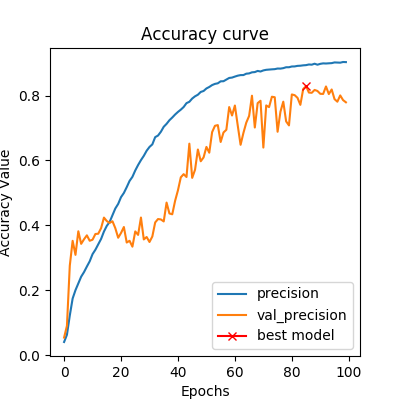 Accuracy curve
Accuracy Value
0.8
0.6
0.4
0.2
0.0
precision
val_precision
best model
0 20 40 60 80 100
Epochs